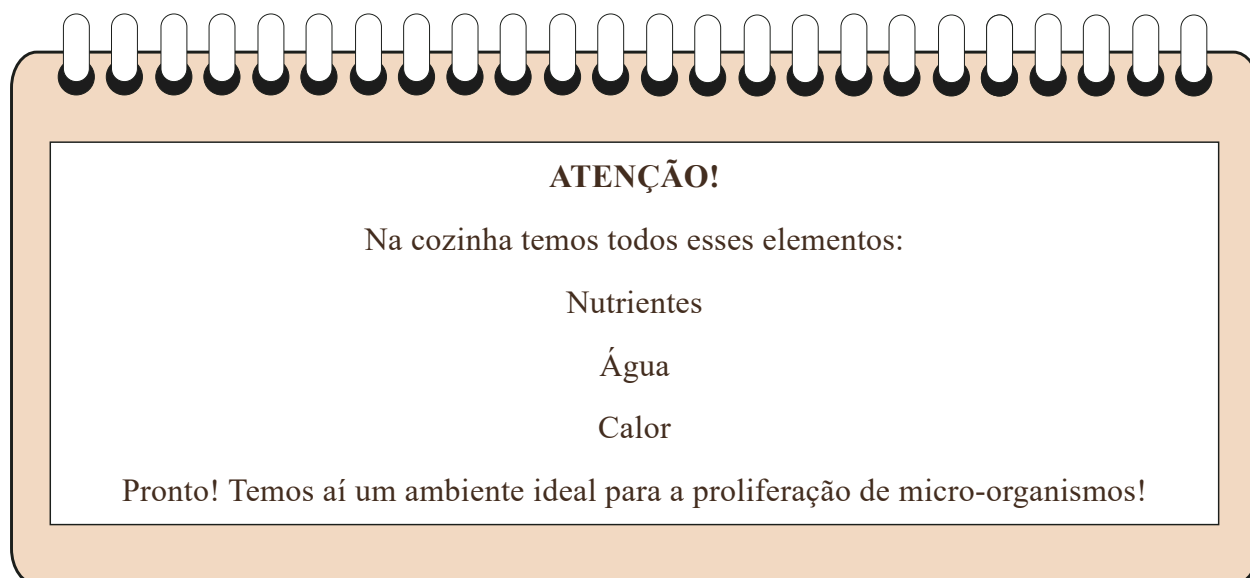 ATENÇÃO!
Na cozinha temos todos esses elementos:
Nutrientes
Água
Calor
Pronto! Temos aí um ambiente ideal para a proliferação de micro-organismos!